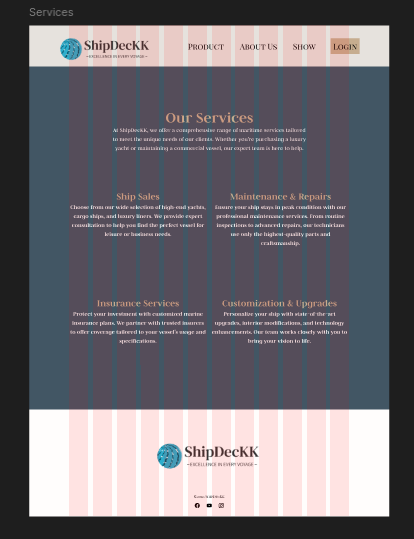 Services
ShipDecKK
EXCELLENCE IN EVERY VOYAGE
PRODUCT
ABOUT US
SHOW
LOGIN
Our Services
At ShipDecKK, we offer a comprehensive range of maritime services tailored
to meet the unique needs of our clients. Whether you're purchasing a luxury
yacht or maintaining a commercial vessel, our expert team is here to help.
Ship Sales
Choose from our wide selection of high-end yachts,
cargo ships, and luxury liners. We provide expert
consultation to help you find the perfect vessel for
leisure or business needs.
Maintenance & Repairs
Ensure your ship stays in peak condition with our
professional maintenance services. From routine
inspections to advanced repairs, our technicians
use only the highest-quality parts and
craftsmanship.
Insurance Services
Protect your investment with customized marine
insurance plans. We partner with trusted insurers
to offer coverage tailored to your vessel's usage and
specifications.
Customization & Upgrades
Personalize your ship with state-of-the-art
upgrades, interior modifications, and technology
enhancements. Our team works closely with you to
bring your vision to life.
ShipDecKK
EXCELLENCE IN EVERY VOYAGE